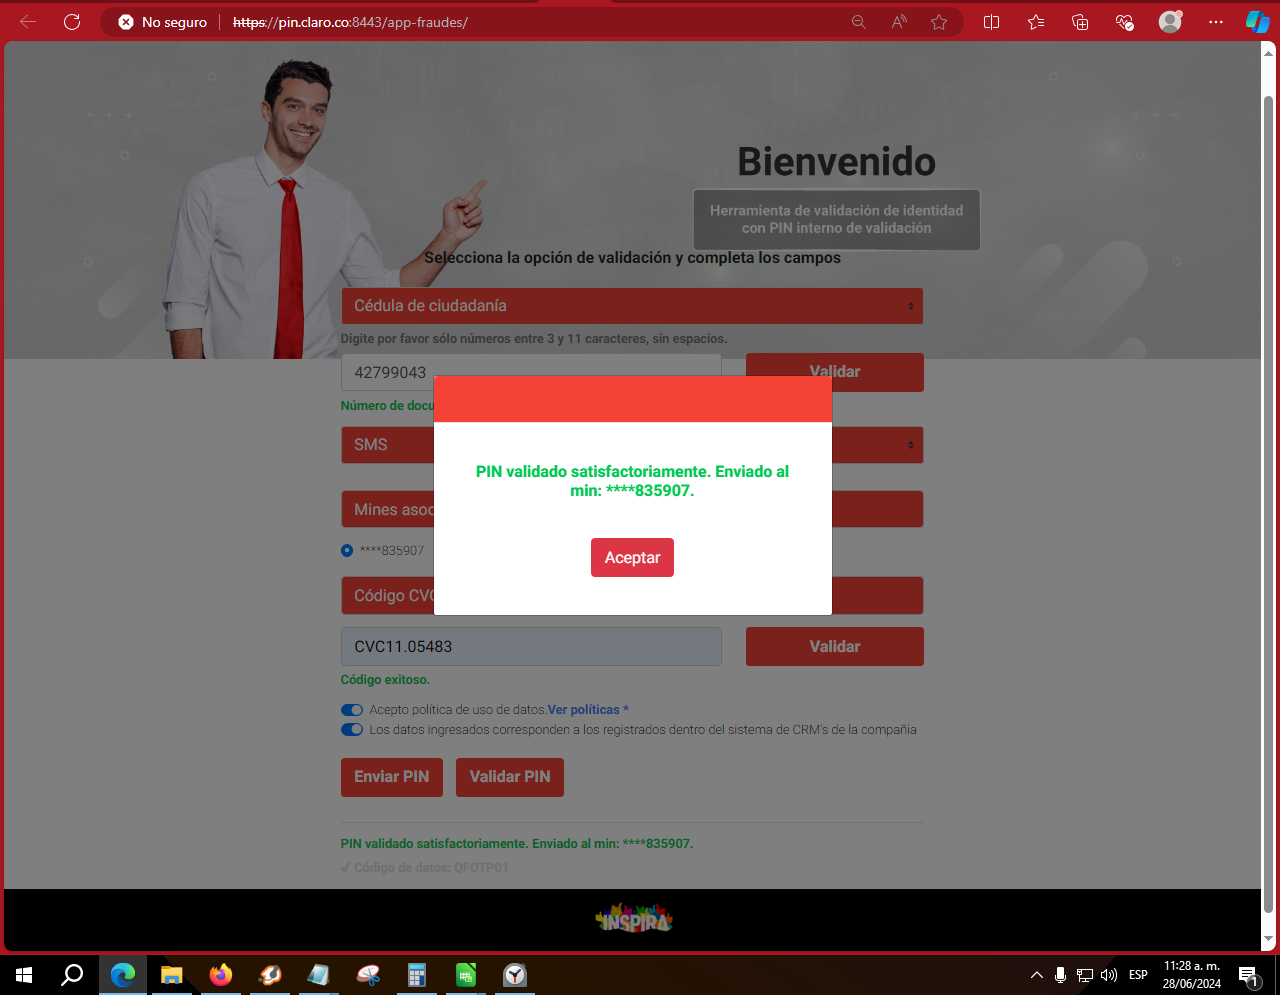 No seguro
https://pin.claro.co:8443/app-fraudes/
Bienvenido
Herramienta de validación de identidad
con PIN interno de validación
Selecciona la opción de validación y completa los campos
Cédula de ciudadanía
Digite por favor sólo números entre 3 y 11 caracteres, sin espacios.
42799043
Validar
Número de docu
SMS
PIN validado satisfactoriamente. Enviado al
min: ****835907.
Mines asoc
****835907
Aceptar
Código CVC
CVC11.05483
Validar
Código exitoso.
Acepto política de uso de datos.Ver políticas *
Los datos ingresados corresponden a los registrados dentro del sistema de CRM's de la compañia
Enviar PIN
Validar PIN
PIN validado satisfactoriamente. Enviado al min: ****835907.
✔ Código de datos: QFOTP01
INSPIRA
ESP
11:28 a. m.
28/06/2024
1